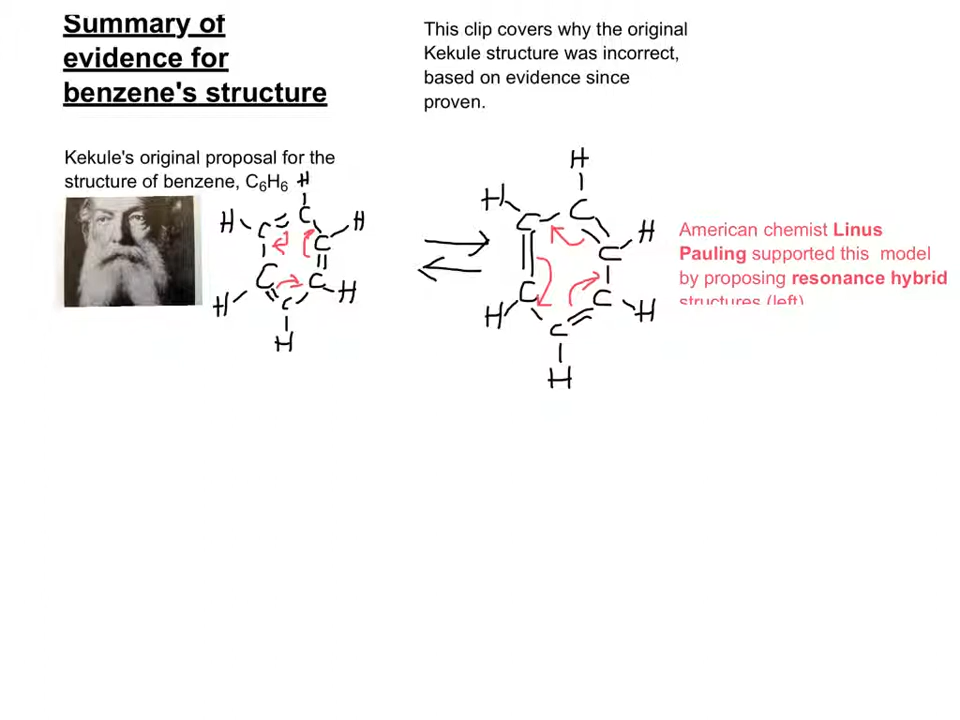 Summary of
evidence for
benzene's structure
This clip covers why the original
Kekule structure was incorrect,
based on evidence since
proven.
Kekule's original proposal for the
structure of benzene, C₆H₆
H
H C C H
C
C C H
H C
H
H
H C C
C H
C C H
H C
H
American chemist Linus
Pauling supported this model
by proposing resonance hybrid
structures (left)